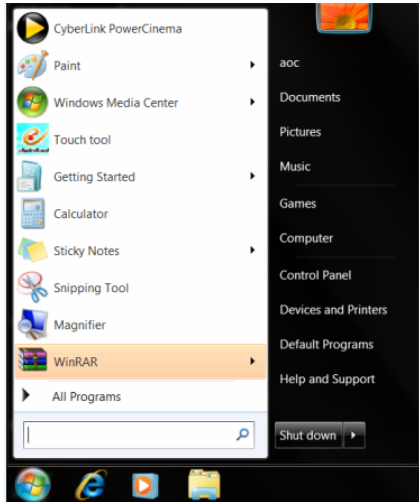 CyberLink PowerCinema
Paint
Windows Media Center
Touch tool
Getting Started
Calculator
Sticky Notes
Snipping Tool
Magnifier
WinRAR
All Programs
aoc
Documents
Pictures
Music
Games
Computer
Control Panel
Devices and Printers
Default Programs
Help and Support
Shut down